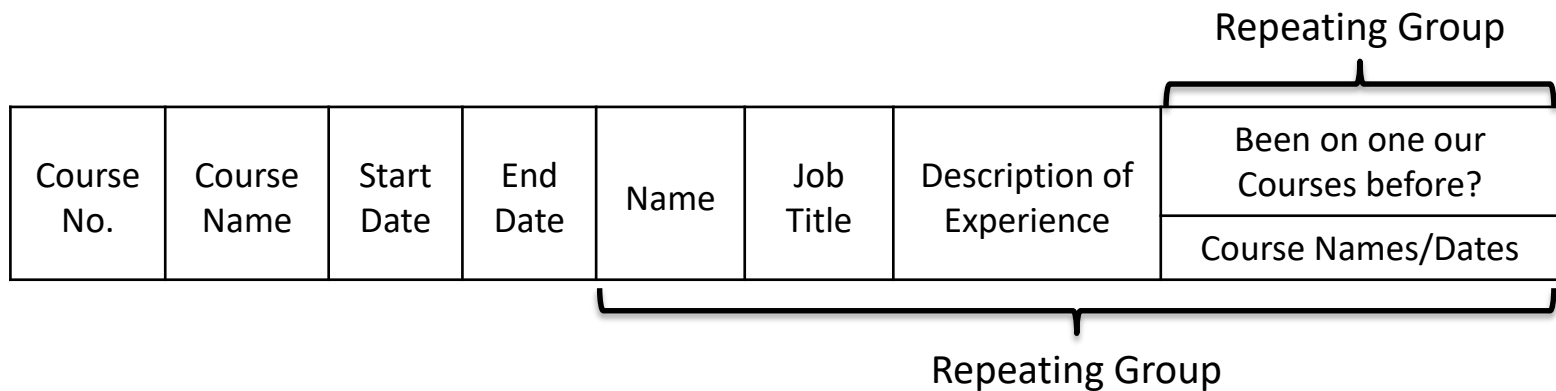 Repeating Group
Course
No.
Course
Name
Start
Date
End
Date
Name
Job
Title
Description of
Experience
Been on one our
Courses before?
Course Names/Dates
Repeating Group